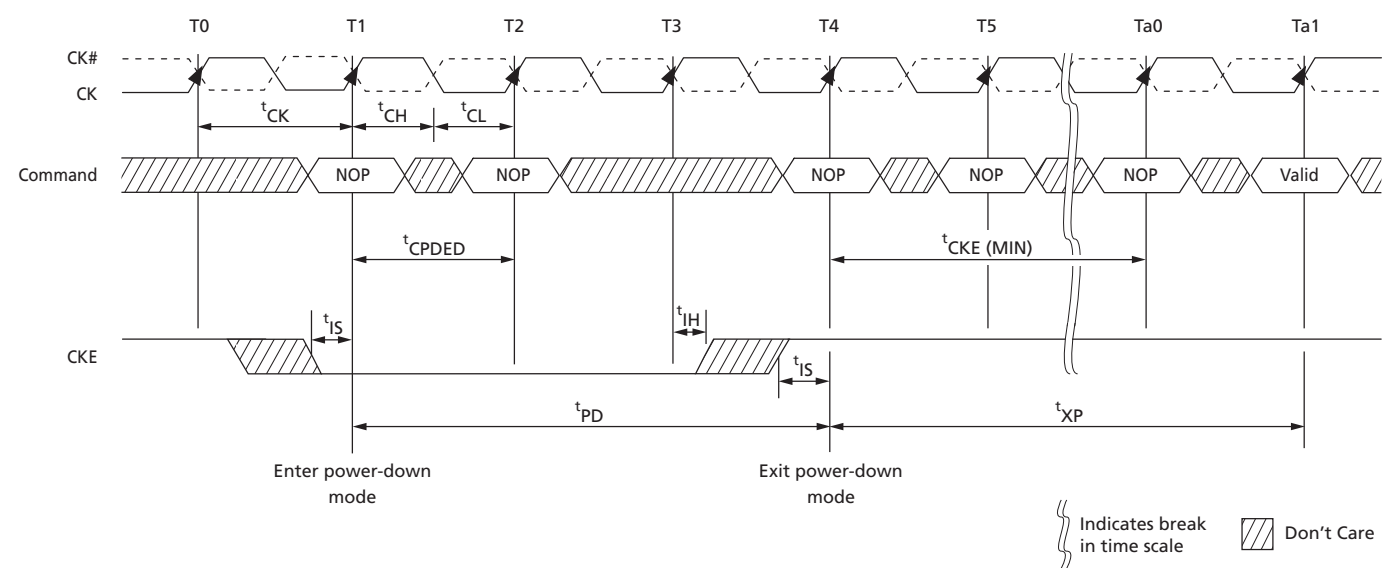 T0 T1 T2 T3 T4 T5 Ta0 Ta1
CK#
CK
tCK tCH tCL
Command NOP NOP NOP NOP NOP Valid
tCPDED tCKE (MIN)
tIS tIH
CKE
tIS
tPD tXP
Enter power-down
mode
Exit power-down
mode
Indicates break
in time scale
Don't Care